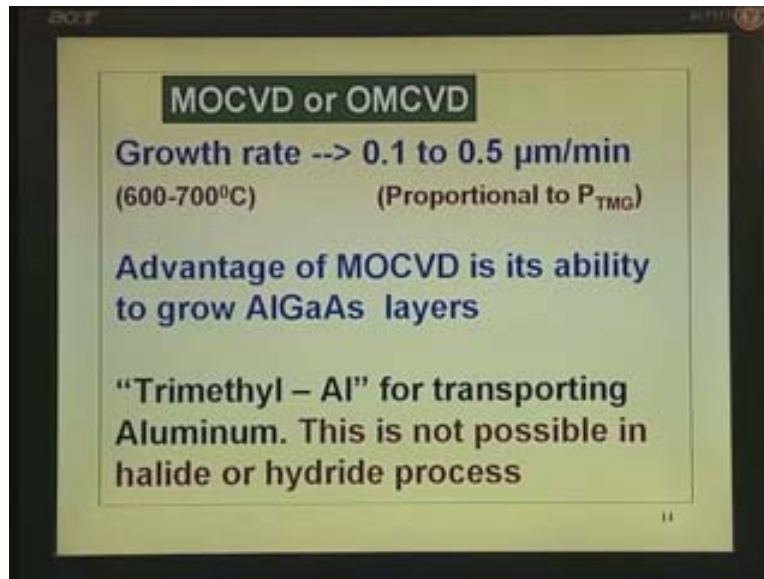 acer
MOCVD or OMCVD
Growth rate --> 0.1 to 0.5 µm/min
(600-700⁰C) (Proportional to P_TMG)
Advantage of MOCVD is its ability
to grow AlGaAs layers
“Trimethyl – Al” for transporting
Aluminum. This is not possible in
halide or hydride process